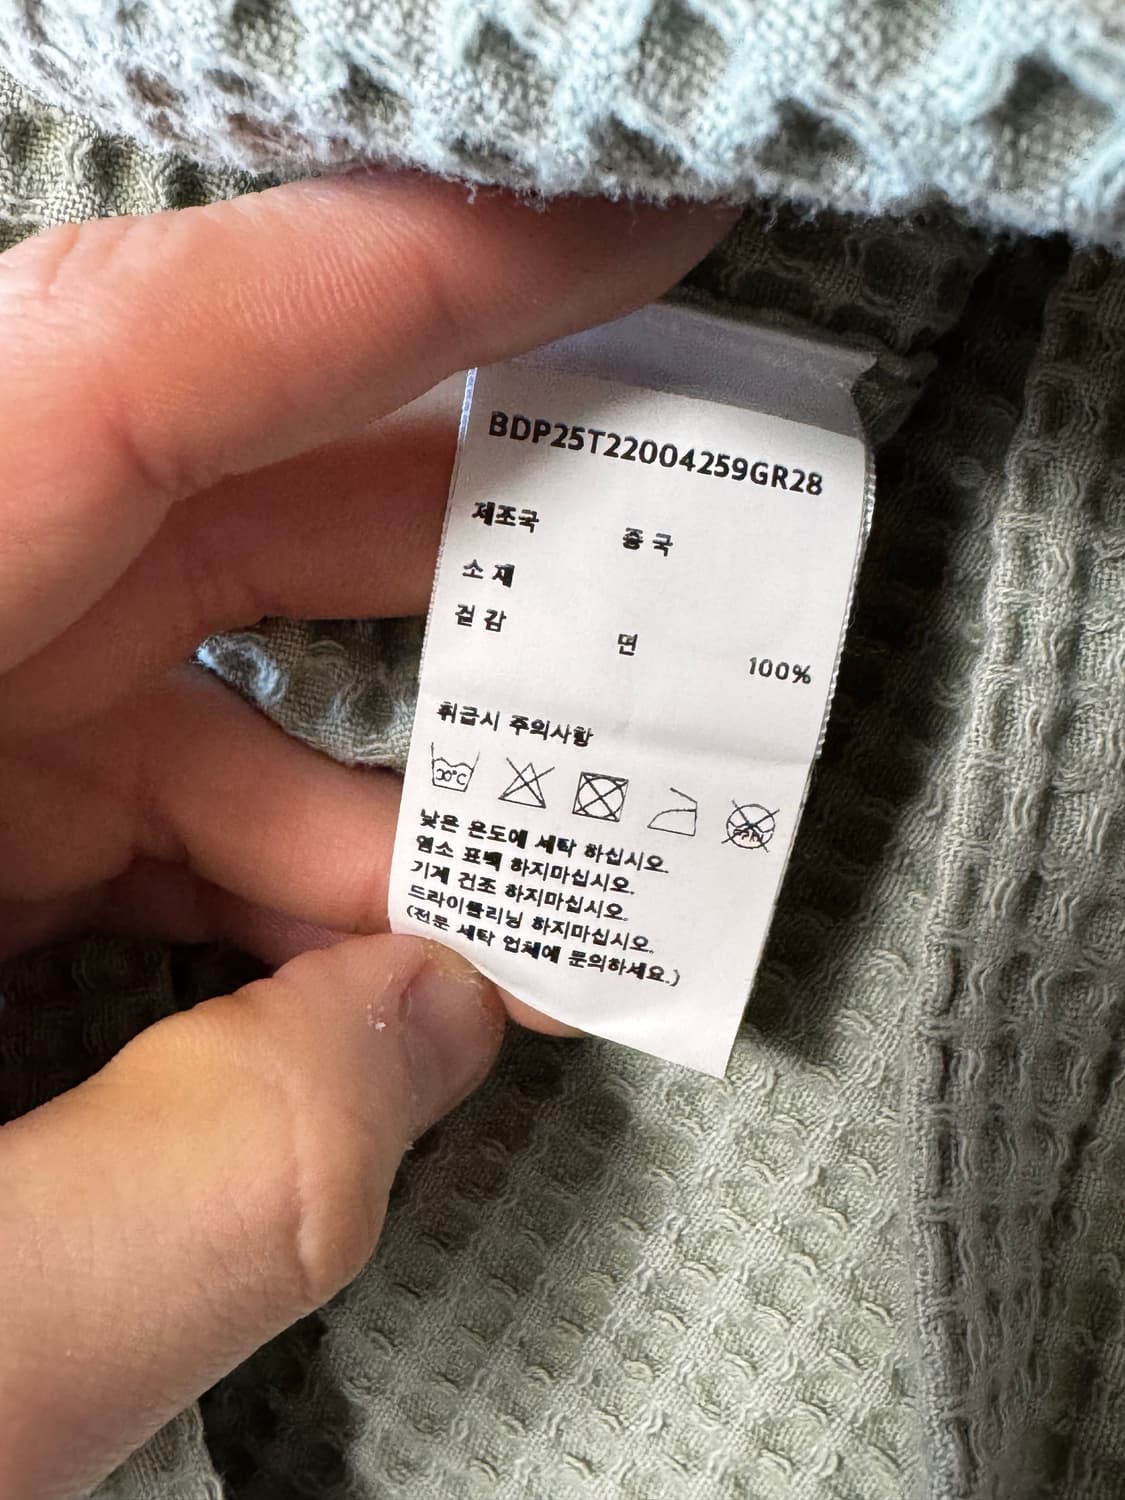 BDP25T22004259GR28
제조국 중국
소재
겉감 면 100%
취급시 주의사항
30°C
낮은 온도에 세탁 하십시오.
염소 표백 하지마십시오.
기계 건조 하지마십시오.
드라이클리닝 하지마십시오.
(전문 세탁 업체에 문의하세요.)